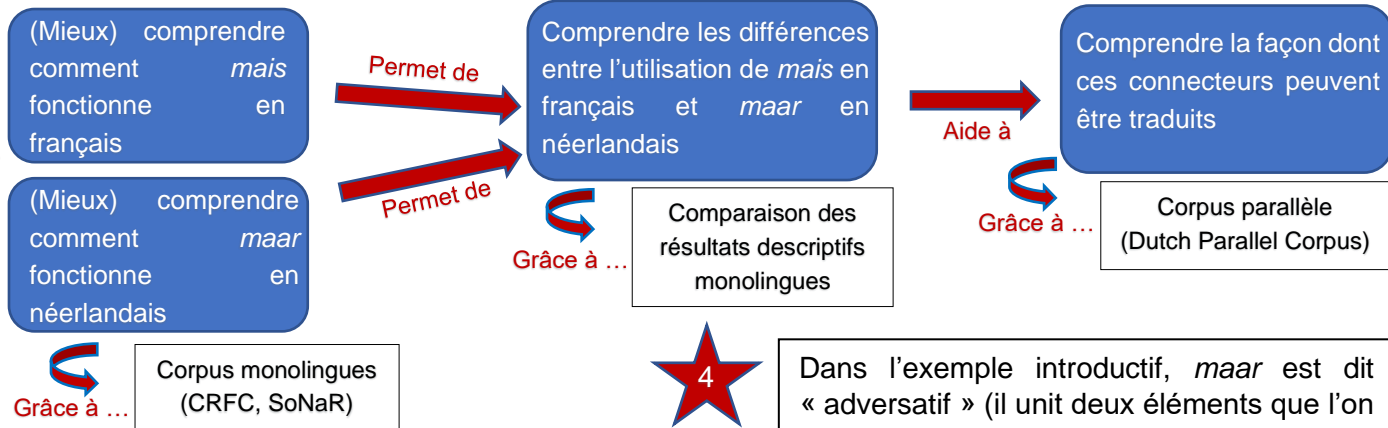 (Mieux) comprendre
comment mais
fonctionne en
français
Permet de
(Mieux) comprendre
comment maar
fonctionne en
néerlandais
Permet de
Grâce à …
Corpus monolingues
(CRFC, SoNaR)
Comprendre les différences
entre l’utilisation de mais en
français et maar en
néerlandais
Grâce à …
Comparaison des
résultats descriptifs
monolingues
Aide à
Comprendre la façon dont
ces connecteurs peuvent
être traduits
Grâce à …
Corpus parallèle
(Dutch Parallel Corpus)
4
Dans l’exemple introductif, maar est dit
« adversatif » (il unit deux éléments que l’on